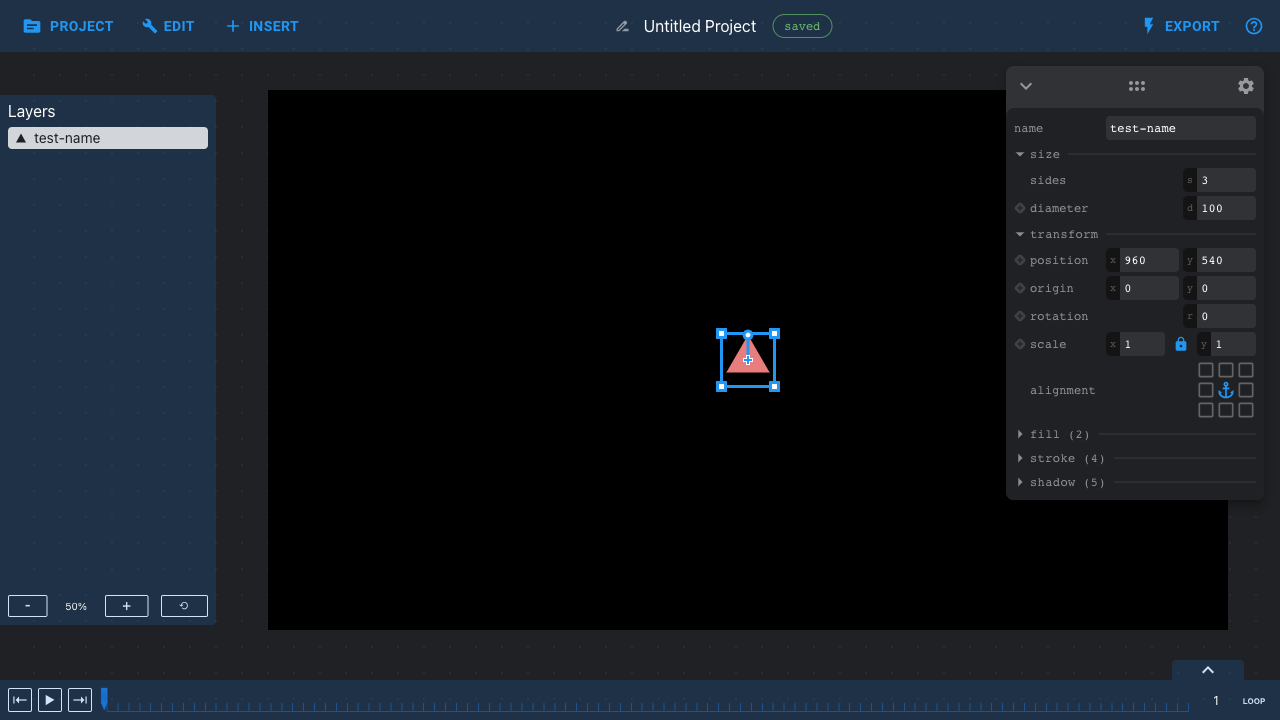 PROJECT EDIT INSERT Untitled Project saved EXPORT
Layers
test-name
name test-name
size
sides s 3
diameter d 100
transform
position x 960 y 540
origin x 0 y 0
rotation r 0
scale x 1 y 1
alignment
fill (2)
stroke (4)
shadow (5)
- 50% +
1 LOOP